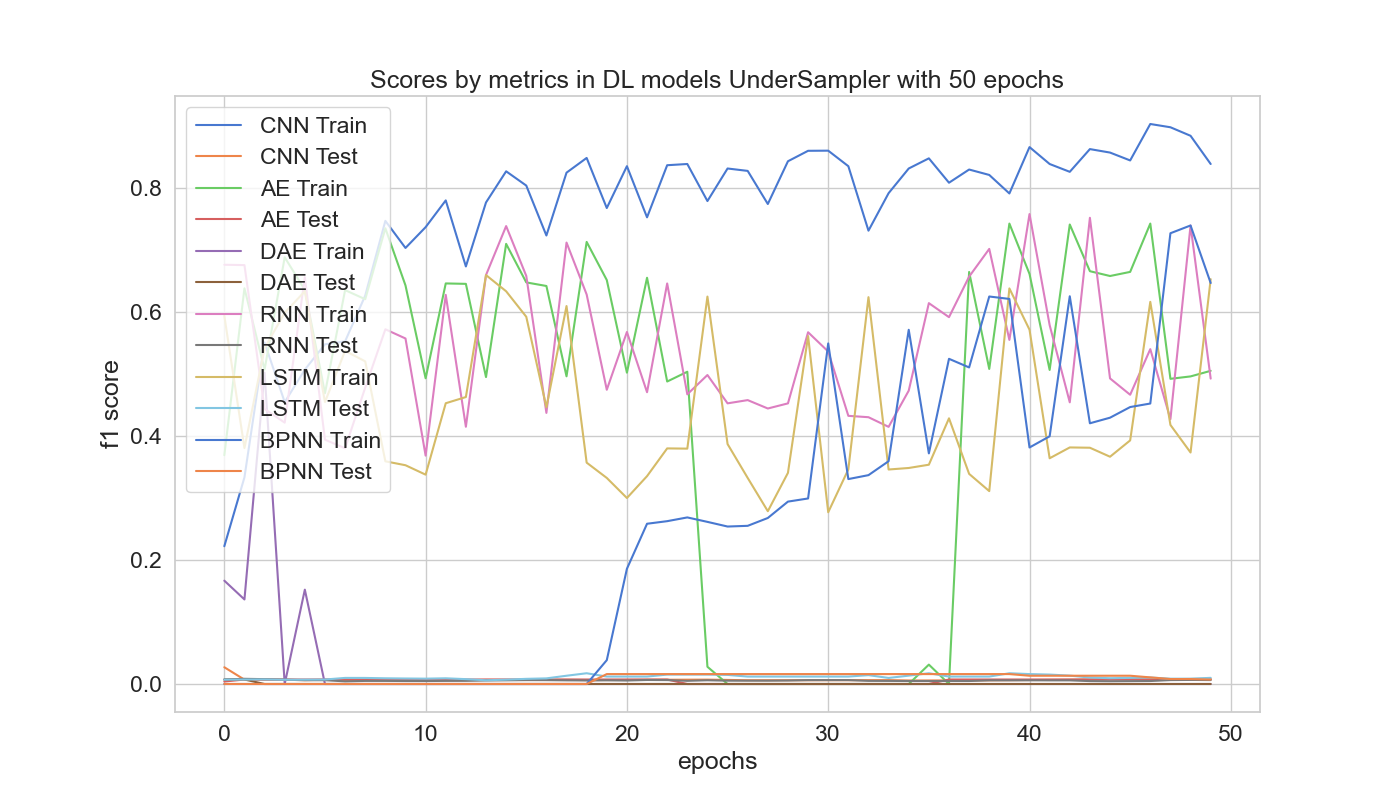 Scores by metrics in DL models UnderSampler with 50 epochs
CNN Train
CNN Test
AE Train
AE Test
DAE Train
DAE Test
RNN Train
RNN Test
LSTM Train
LSTM Test
BPNN Train
BPNN Test
f1 score
0.8
0.6
0.4
0.2
0.0
0
10
20
30
40
50
epochs